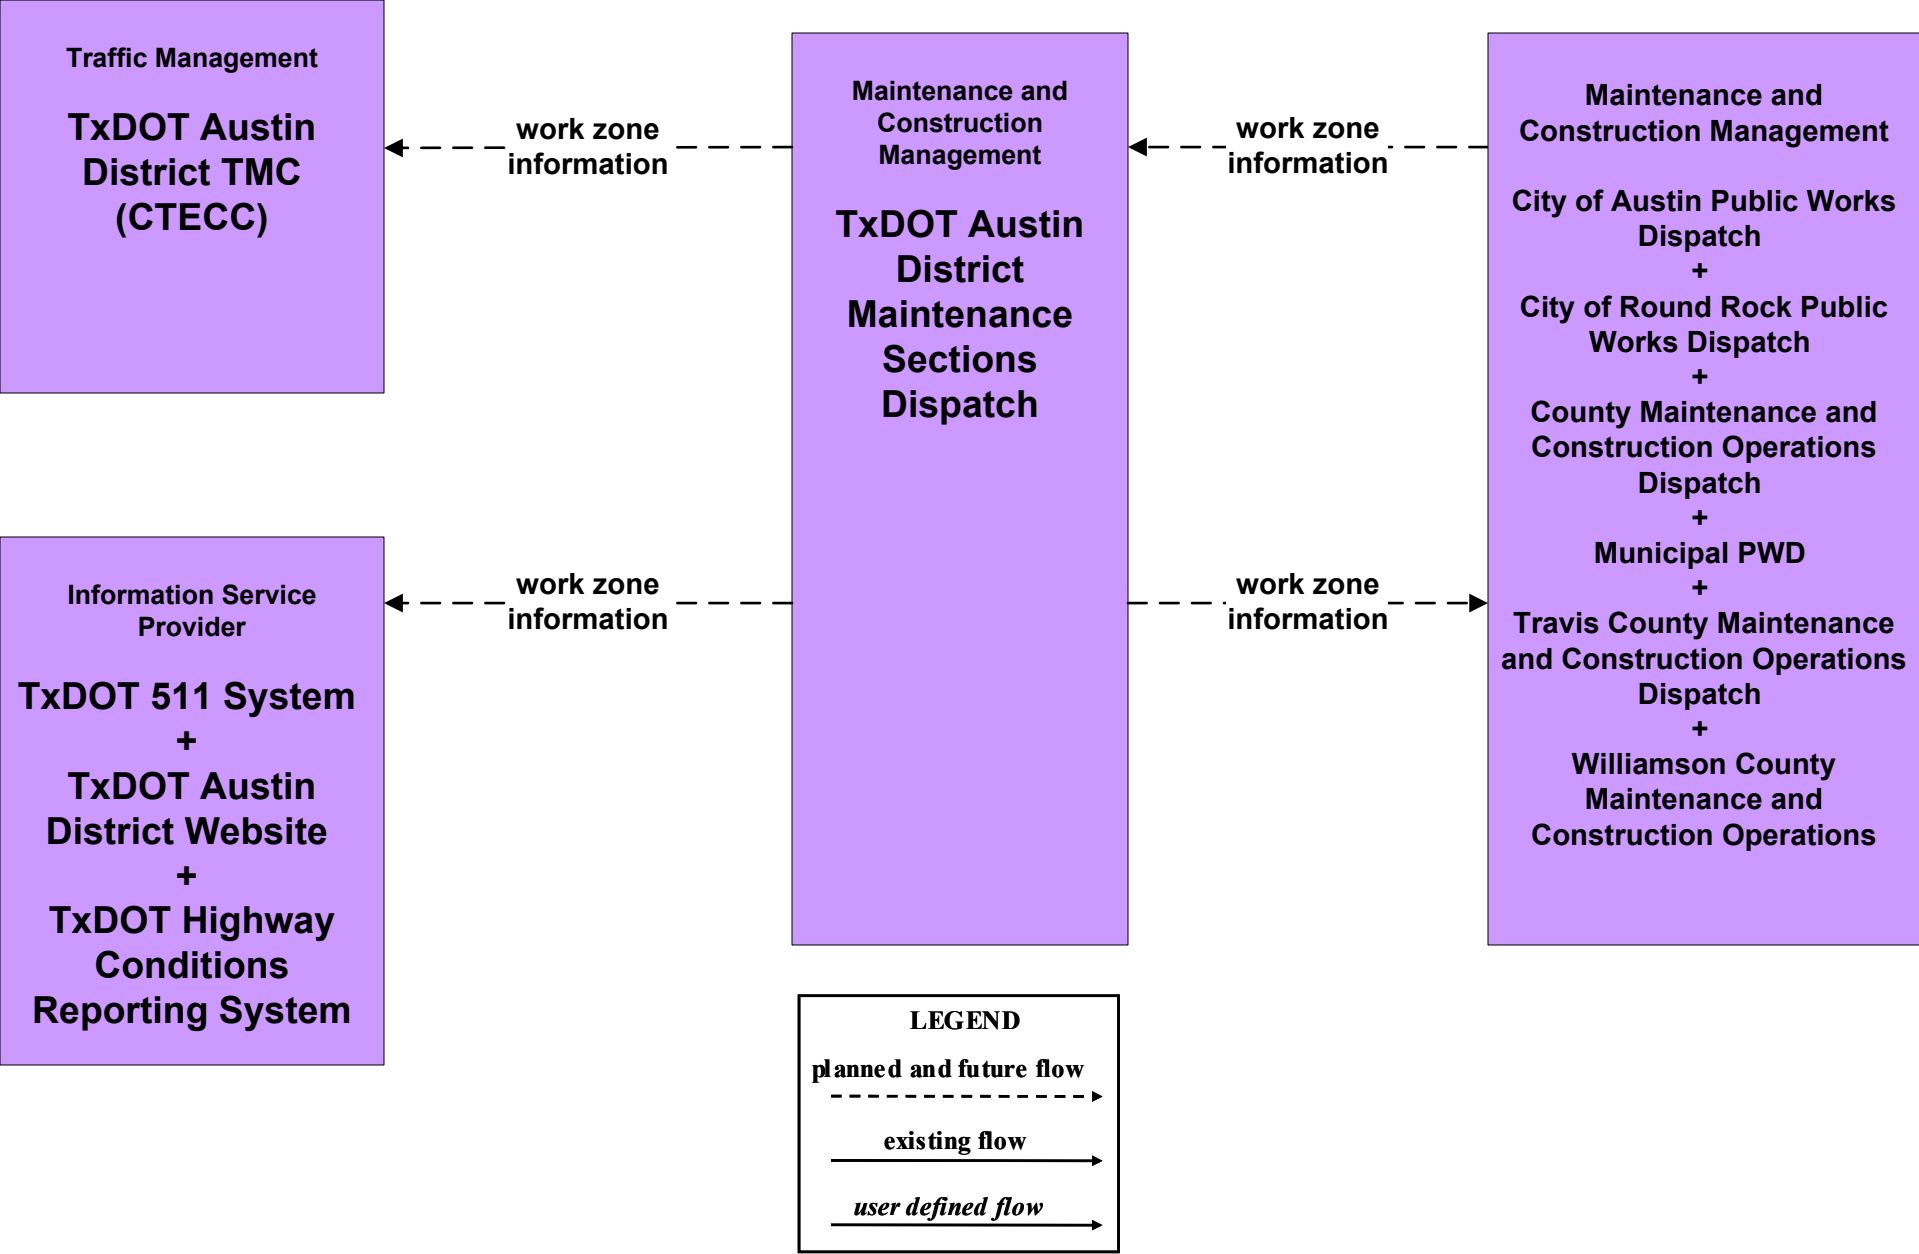 Traffic Management
TxDOT Austin
District TMC
(CTECC)
work zone
information
Maintenance and
Construction
Management
TxDOT Austin
District
Maintenance
Sections
Dispatch
work zone
information
Maintenance and
Construction Management
City of Austin Public Works
Dispatch
+
City of Round Rock Public
Works Dispatch
+
County Maintenance and
Construction Operations
Dispatch
+
Municipal PWD
+
Travis County Maintenance
and Construction Operations
Dispatch
+
Williamson County
Maintenance and
Construction Operations
Information Service
Provider
TxDOT 511 System
+
TxDOT Austin
District Website
+
TxDOT Highway
Conditions
Reporting System
work zone
information
work zone
information
LEGEND
planned and future flow
existing flow
user defined flow